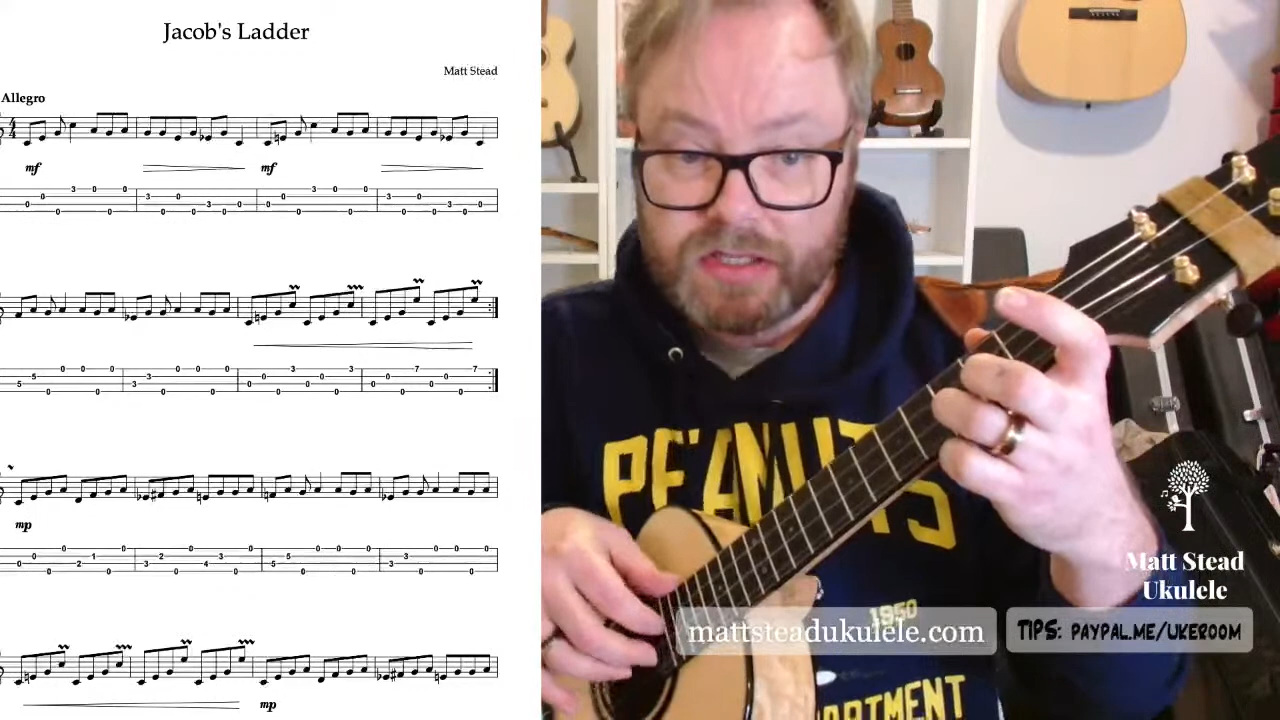 Jacob's Ladder
Matt Stead
Allegro
mf
mf
mp
mp
PEANUTS
1950
Matt Stead
Ukulele
mattsteadukulele.com
TIPS: PAYPAL.ME/UKEROOM